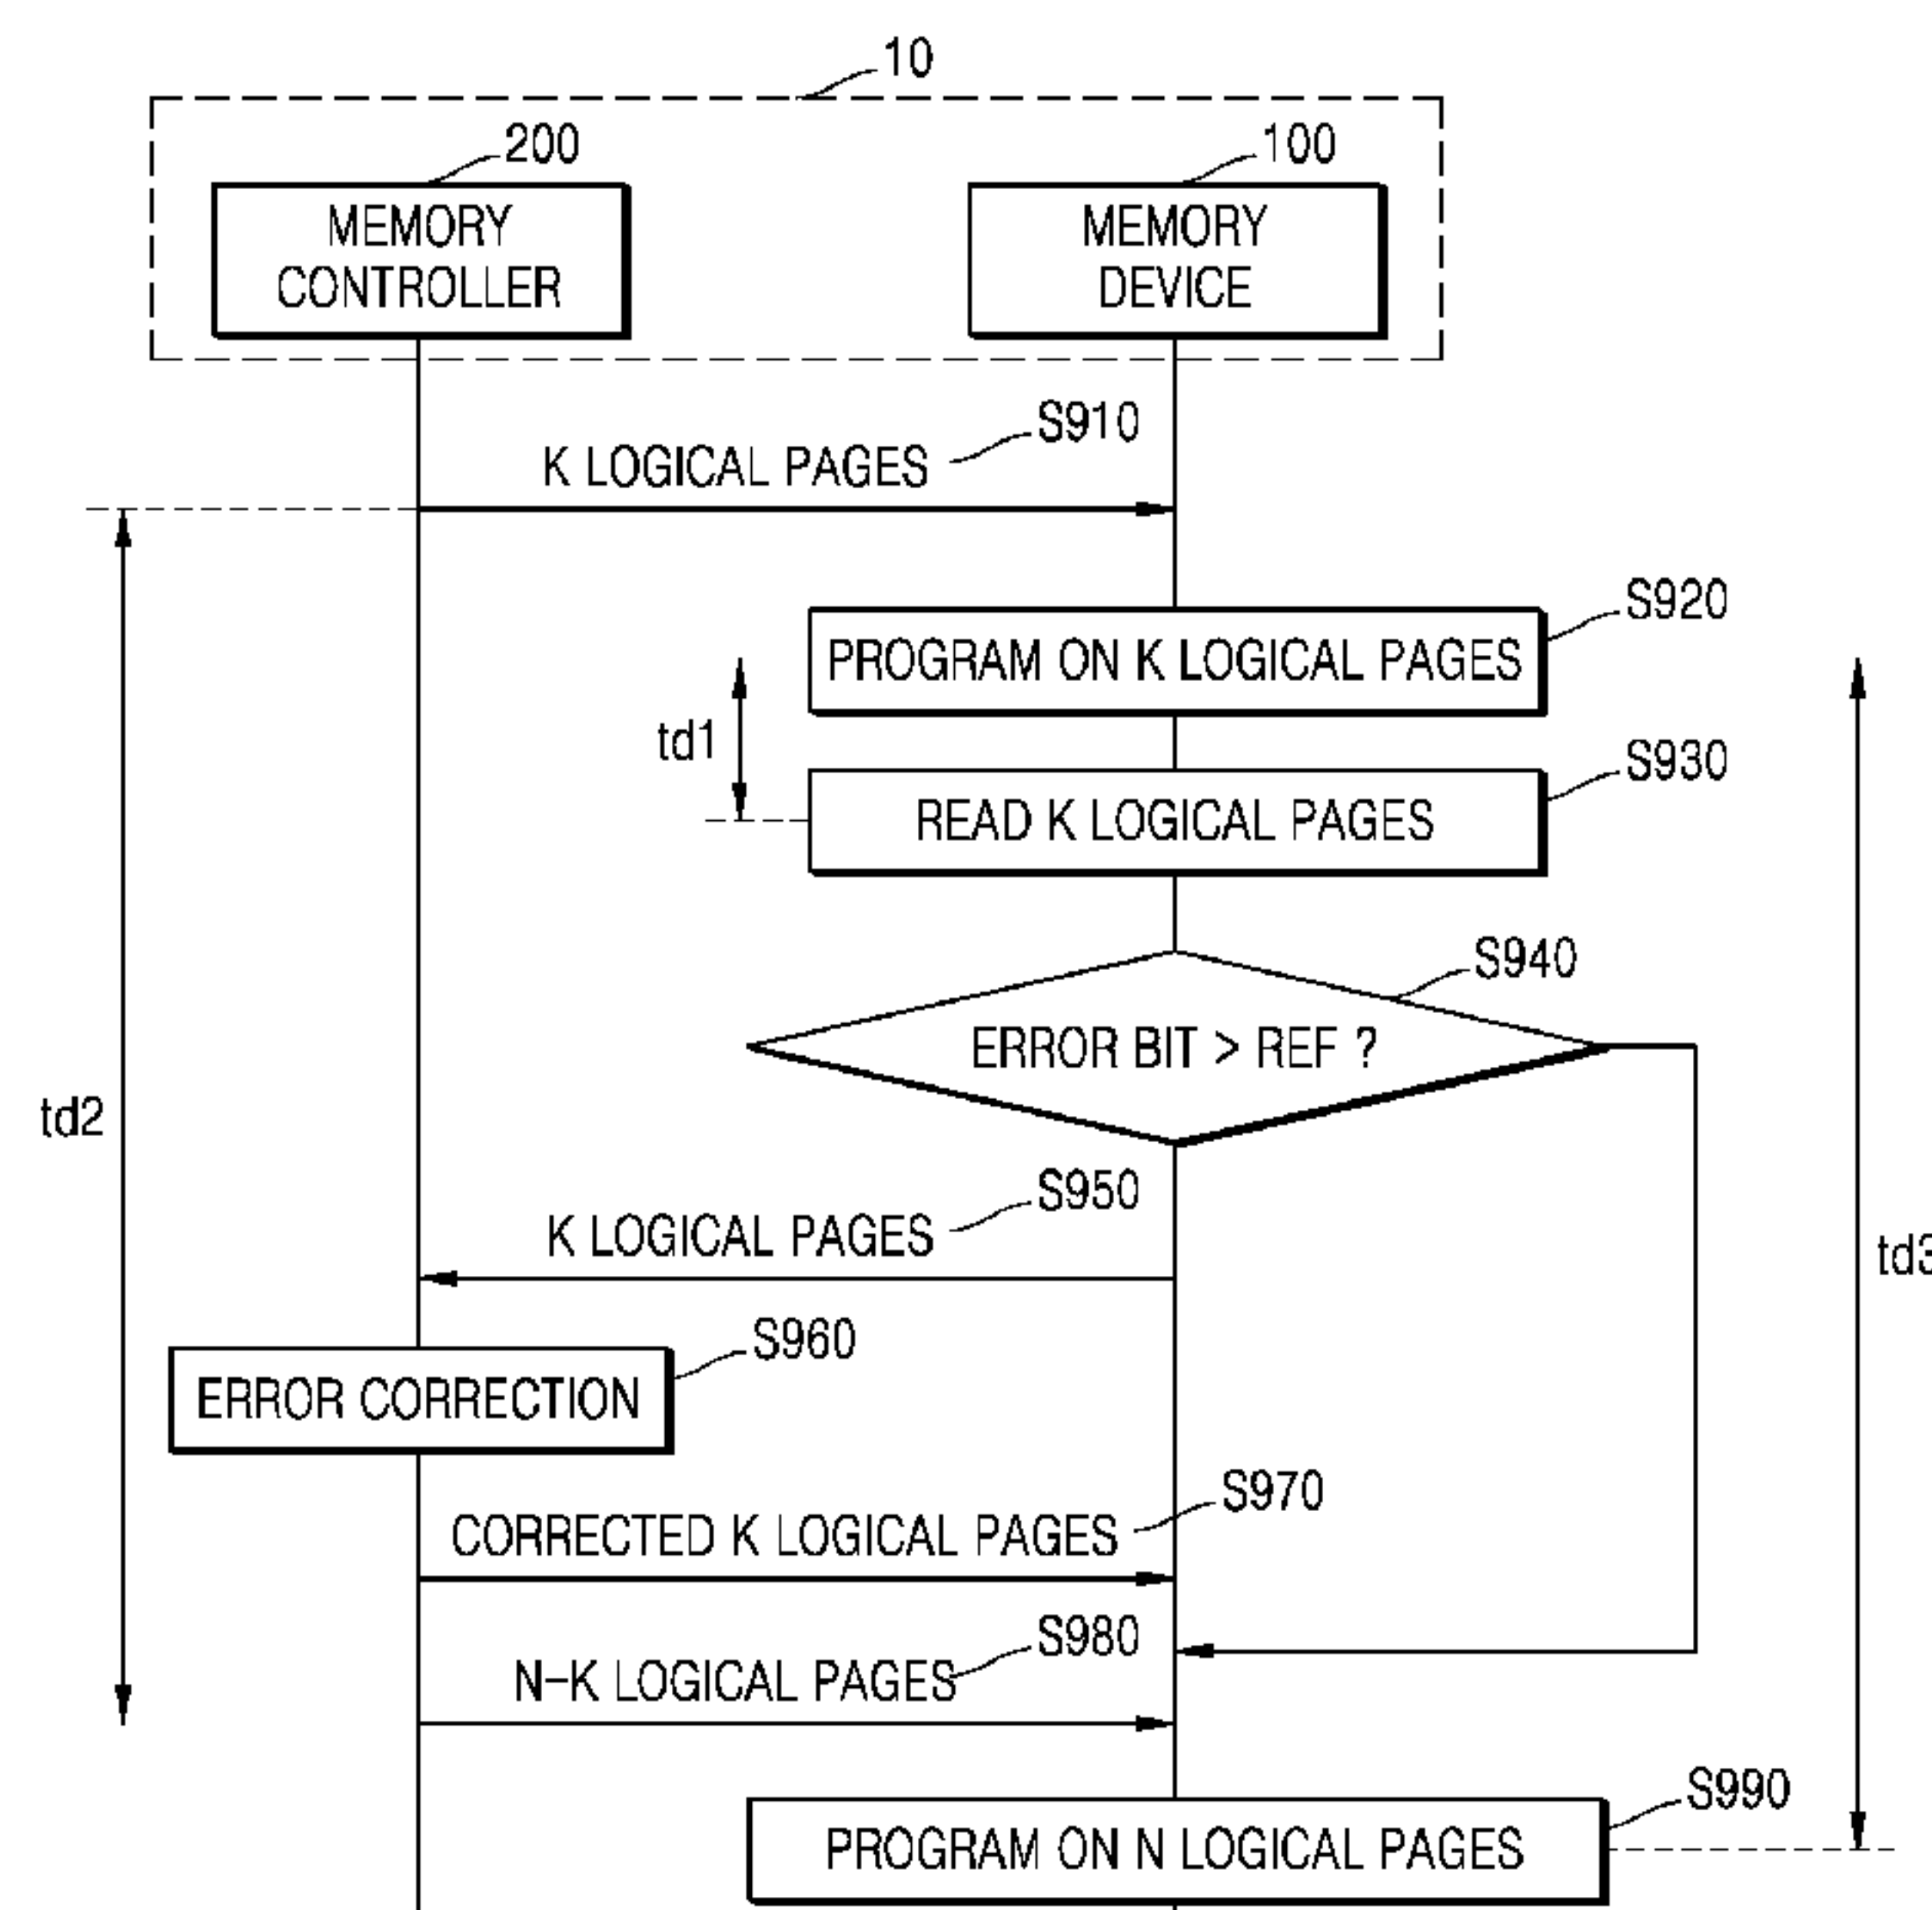 10
200
100
MEMORY
CONTROLLER
MEMORY
DEVICE
S910
K LOGICAL PAGES
S920
PROGRAM ON K LOGICAL PAGES
td1
S930
READ K LOGICAL PAGES
S940
ERROR BIT > REF ?
td2
S950
K LOGICAL PAGES
td3
S960
ERROR CORRECTION
S970
CORRECTED K LOGICAL PAGES
S980
N-K LOGICAL PAGES
S990
PROGRAM ON N LOGICAL PAGES